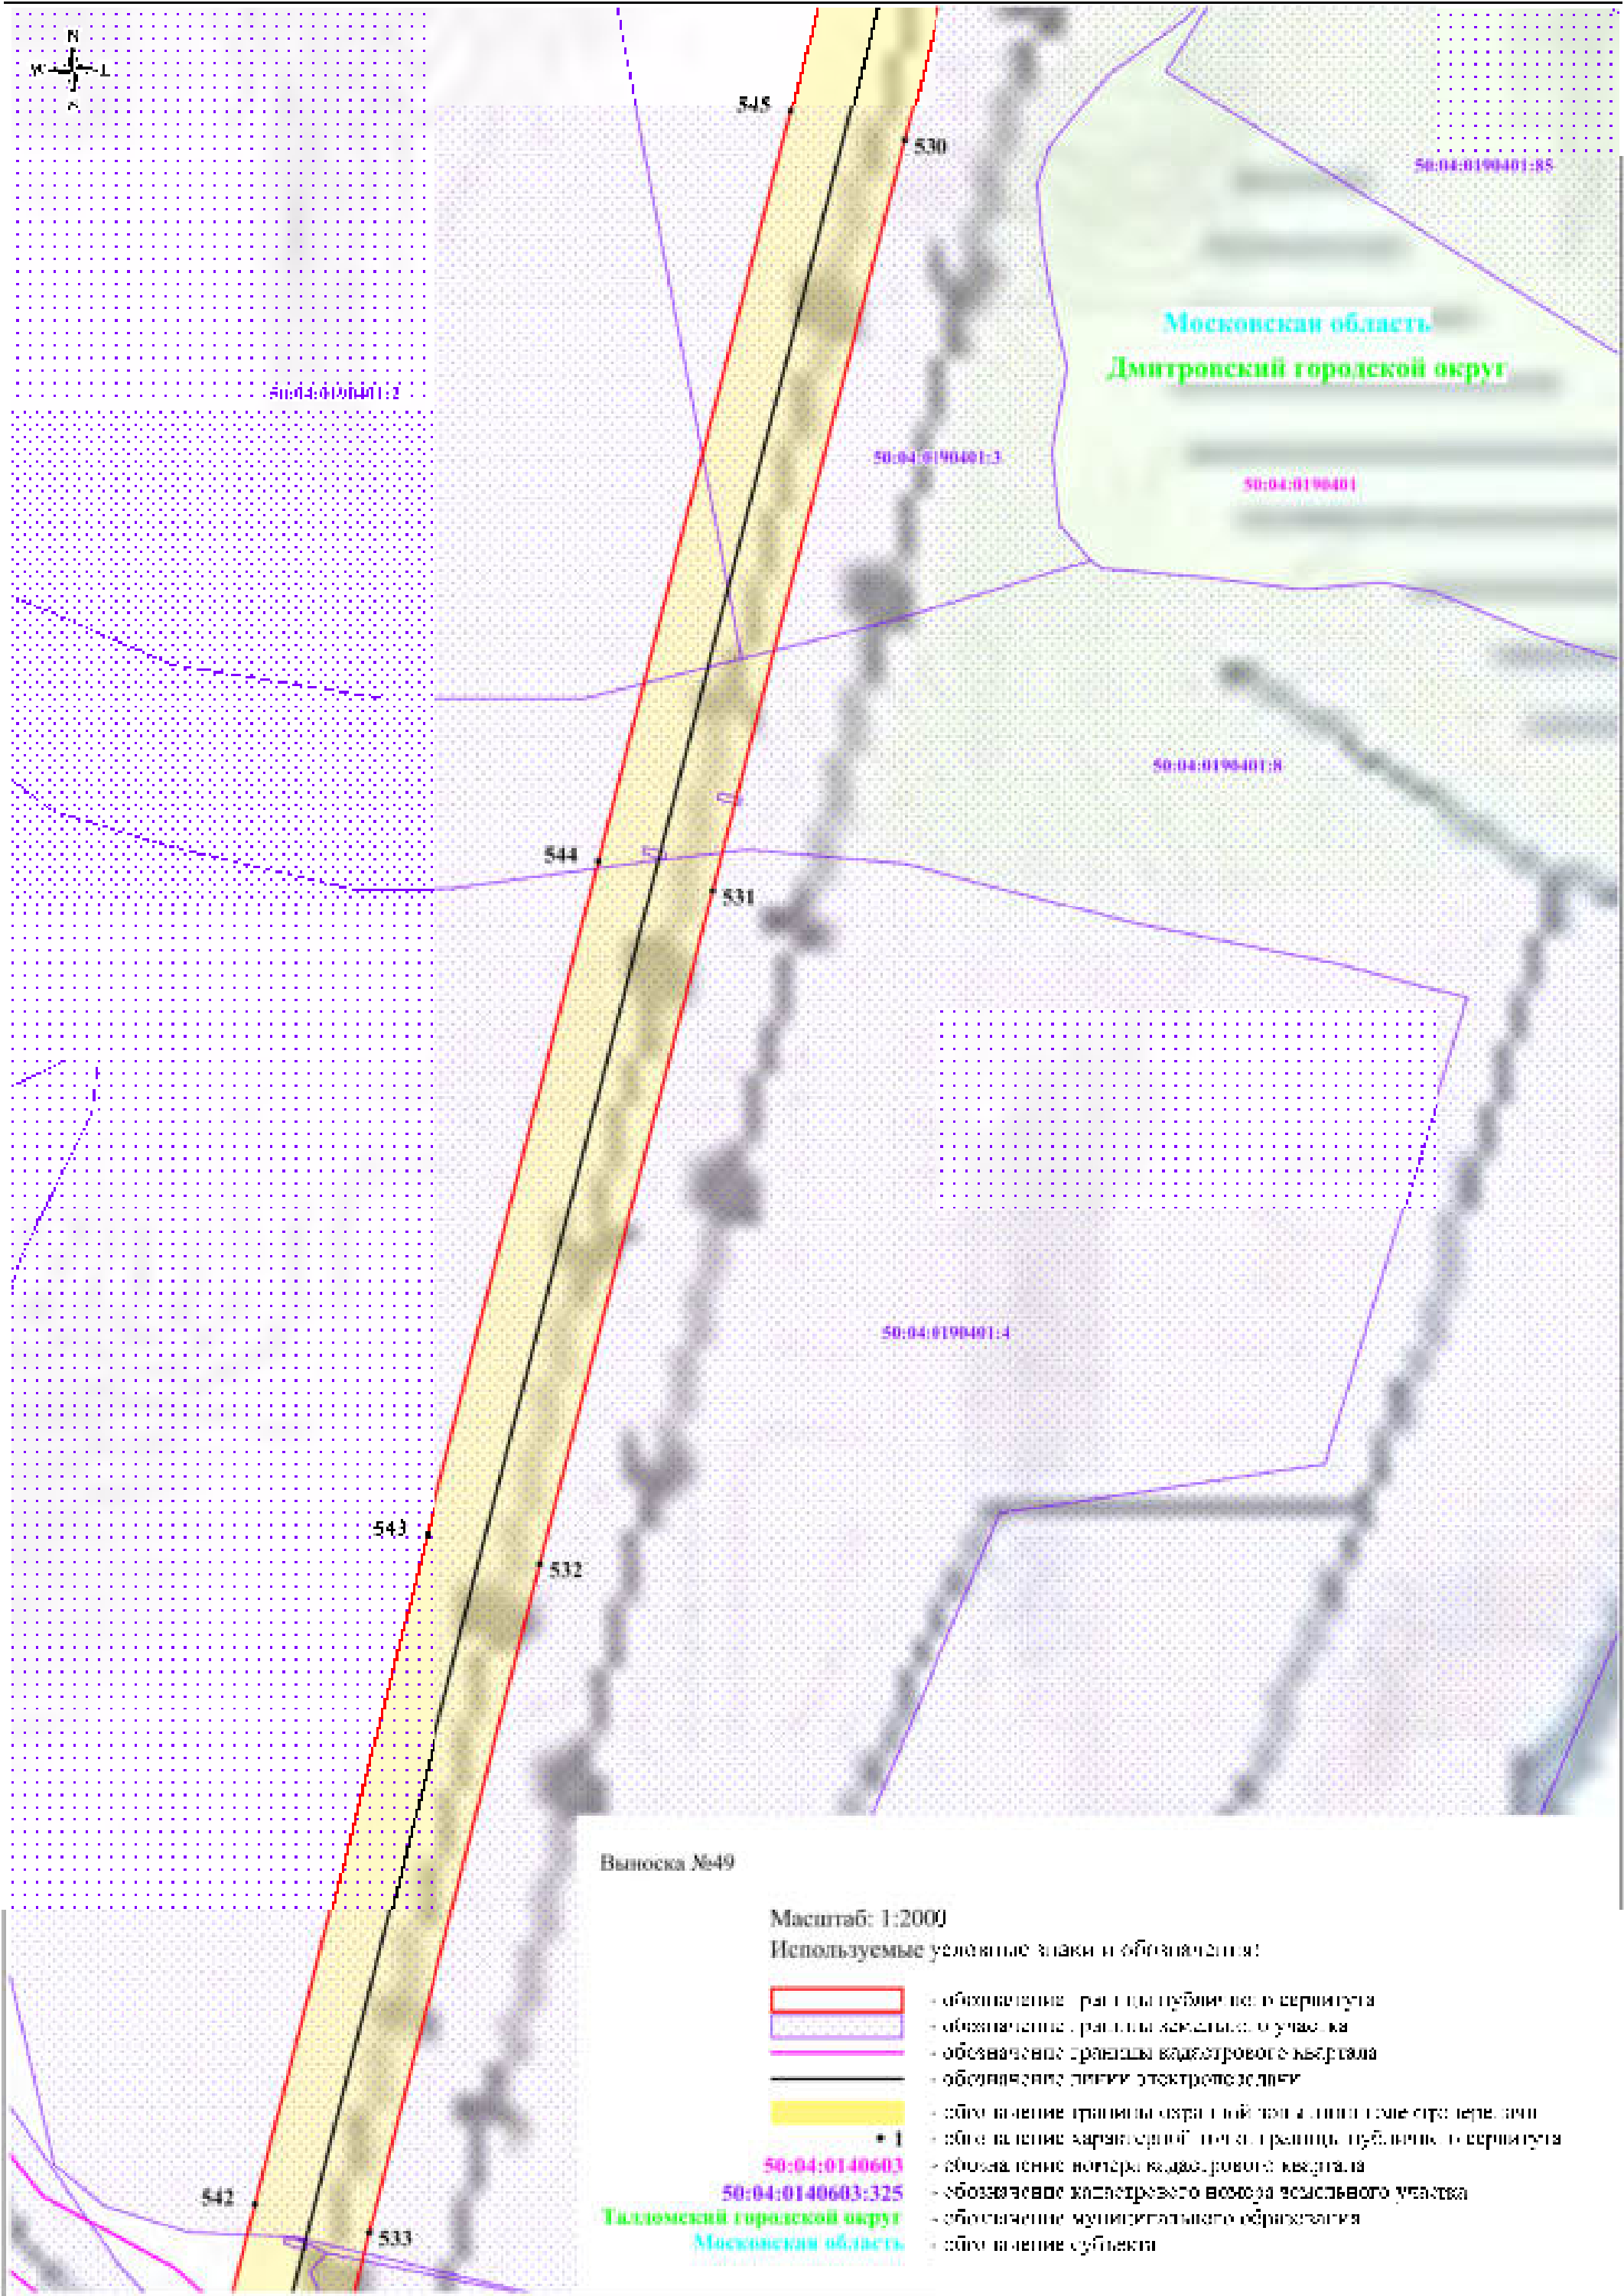 N
W
545
530
50:04:0190401:85
Московская область
Дмитровский городской округ
50:04:0190401:2
50:04:0190401:3
50:04:0190401
50:04:0190401:8
544
531
50:04:0190401:4
543
532
Выноска №49
Масштаб: 1:2000
Используемые условные знаки и обозначения:
- обозначение границы публичного сервитута
- обозначение границы земельного участка
- обозначение границы кадастрового квартала
- обозначение линии электропередачи
- обозначение границы охранной зоны линии электропередачи
• 1 - обозначение характерной точки границы публичного сервитута
50:04:0140603 - обозначение номера кадастрового квартала
50:04:0140603:325 - обозначение кадастрового номера земельного участка
Талдомский городской округ - обозначение муниципального образования
Московская область - обозначение субъекта
542
533